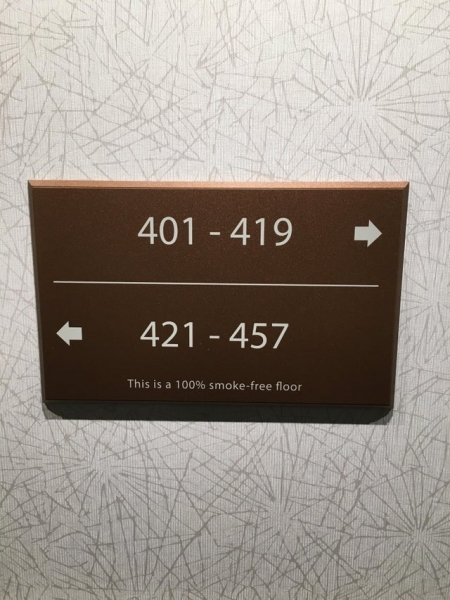 401 - 419
421 - 457
This is a 100% smoke-free floor